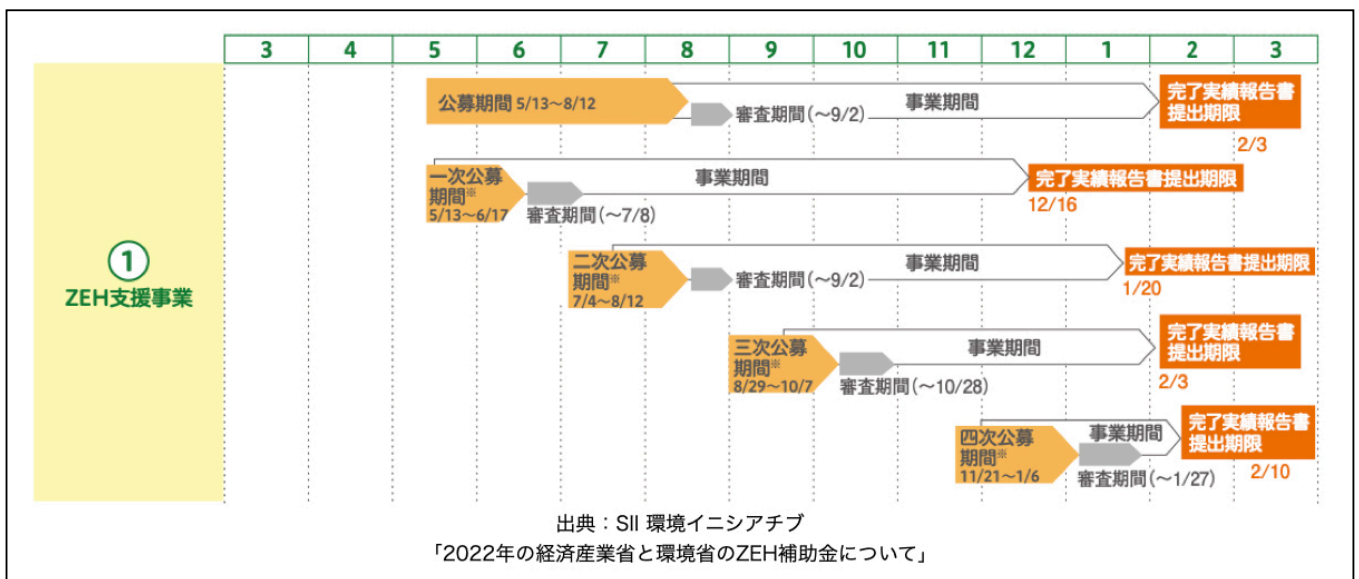 3 4 5 6 7 8 9 10 11 12 1 2 3
①
ZEH支援事業
公募期間 5/13～8/12
審査期間(～9/2)
事業期間
完了実績報告書
提出期限
2/3
一次公募
期間※
5/13～6/17
審査期間(～7/8)
事業期間
完了実績報告書提出期限
12/16
二次公募
期間※
7/4～8/12
審査期間(～9/2)
事業期間
完了実績報告書提出期限
1/20
三次公募
期間※
8/29～10/7
審査期間(～10/28)
事業期間
完了実績報告書
提出期限
2/3
四次公募
期間※
11/21～1/6
事業期間
審査期間(～1/27)
完了実績報告書
提出期限
2/10
出典：SII 環境イニシアチブ
「2022年の経済産業省と環境省のZEH補助金について」